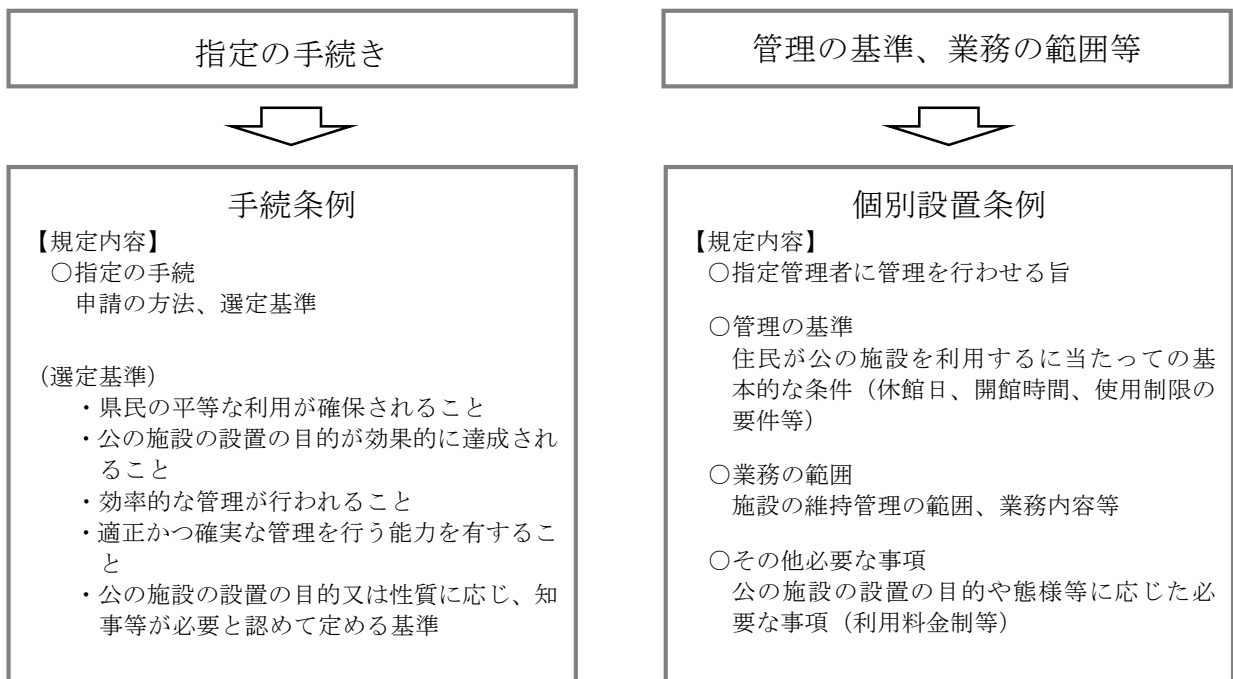 指定の手続き
手続条例
【規定内容】
○指定の手続
申請の方法、選定基準
（選定基準）
・県民の平等な利用が確保されること
・公の施設の設置の目的が効果的に達成され
ること
・効率的な管理が行われること
・適正かつ確実な管理を行う能力を有するこ
と
・公の施設の設置の目的又は性質に応じ、知
事等が必要と認めて定める基準
管理の基準、業務の範囲等
個別設置条例
【規定内容】
○指定管理者に管理を行わせる旨
○管理の基準
住民が公の施設を利用するに当たっての基
本的な条件（休館日、開館時間、使用制限の
要件等）
○業務の範囲
施設の維持管理の範囲、業務内容等
○その他必要な事項
公の施設の設置の目的や態様等に応じた必
要な事項（利用料金制等）